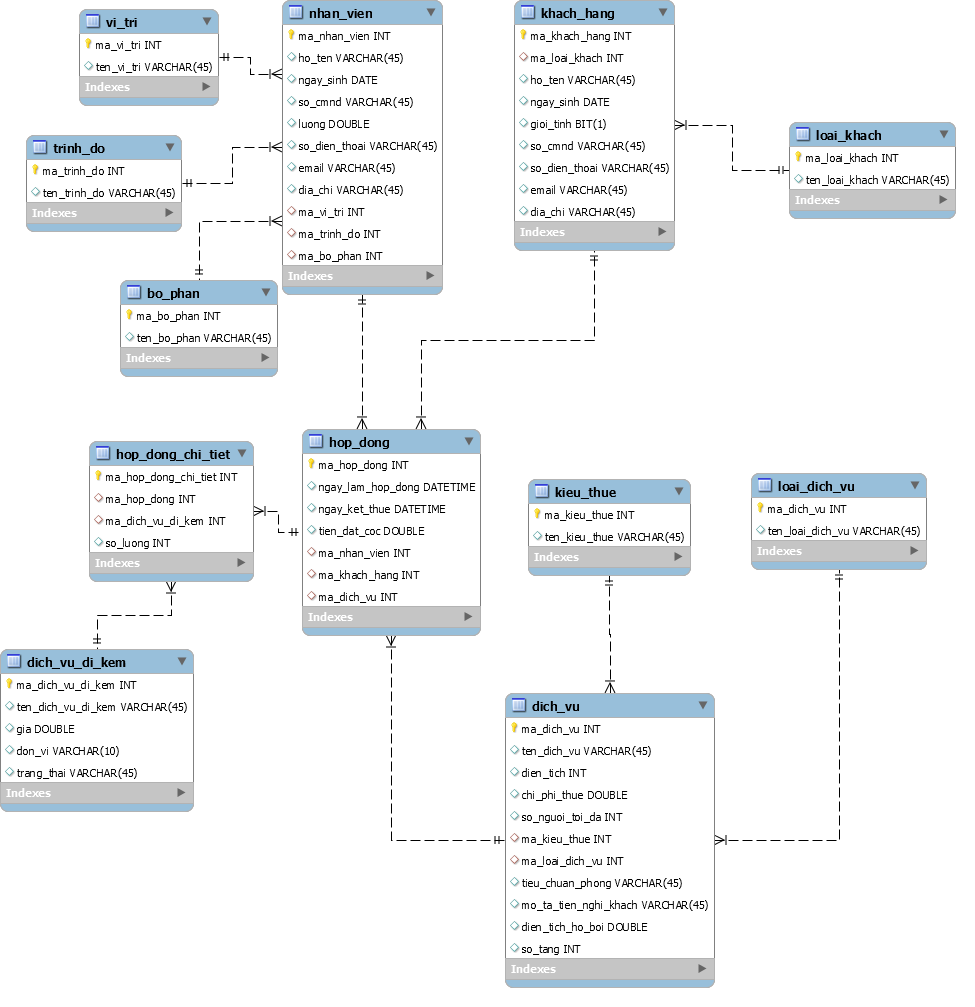 vi_tri
ma_vi_tri INT
ten_vi_tri VARCHAR(45)
Indexes
nhan_vien
ma_nhan_vien INT
ho_ten VARCHAR(45)
ngay_sinh DATE
so_cmnd VARCHAR(45)
luong DOUBLE
so_dien_thoai VARCHAR(45)
email VARCHAR(45)
dia_chi VARCHAR(45)
ma_vi_tri INT
ma_trinh_do INT
ma_bo_phan INT
Indexes
khach_hang
ma_khach_hang INT
ma_loai_khach INT
ho_ten VARCHAR(45)
ngay_sinh DATE
gioi_tinh BIT(1)
so_cmnd VARCHAR(45)
so_dien_thoai VARCHAR(45)
email VARCHAR(45)
dia_chi VARCHAR(45)
Indexes
loai_khach
ma_loai_khach INT
ten_loai_khach VARCHAR(45)
Indexes
trinh_do
ma_trinh_do INT
ten_trinh_do VARCHAR(45)
Indexes
bo_phan
ma_bo_phan INT
ten_bo_phan VARCHAR(45)
Indexes
hop_dong_chi_tiet
ma_hop_dong_chi_tiet INT
ma_hop_dong INT
ma_dich_vu_di_kem INT
so_luong INT
Indexes
hop_dong
ma_hop_dong INT
ngay_lam_hop_dong DATETIME
ngay_ket_thue DATETIME
tien_dat_coc DOUBLE
ma_nhan_vien INT
ma_khach_hang INT
ma_dich_vu INT
Indexes
kieu_thue
ma_kieu_thue INT
ten_kieu_thue VARCHAR(45)
Indexes
loai_dich_vu
ma_dich_vu INT
ten_loai_dich_vu VARCHAR(45)
Indexes
dich_vu_di_kem
ma_dich_vu_di_kem INT
ten_dich_vu_di_kem VARCHAR(45)
gia DOUBLE
don_vi VARCHAR(10)
trang_thai VARCHAR(45)
Indexes
dich_vu
ma_dich_vu INT
ten_dich_vu VARCHAR(45)
dien_tich INT
chi_phi_thue DOUBLE
so_nguoi_toi_da INT
ma_kieu_thue INT
ma_loai_dich_vu INT
tieu_chuan_phong VARCHAR(45)
mo_ta_tien_nghi_khach VARCHAR(45)
dien_tich_ho_boi DOUBLE
so_tang INT
Indexes